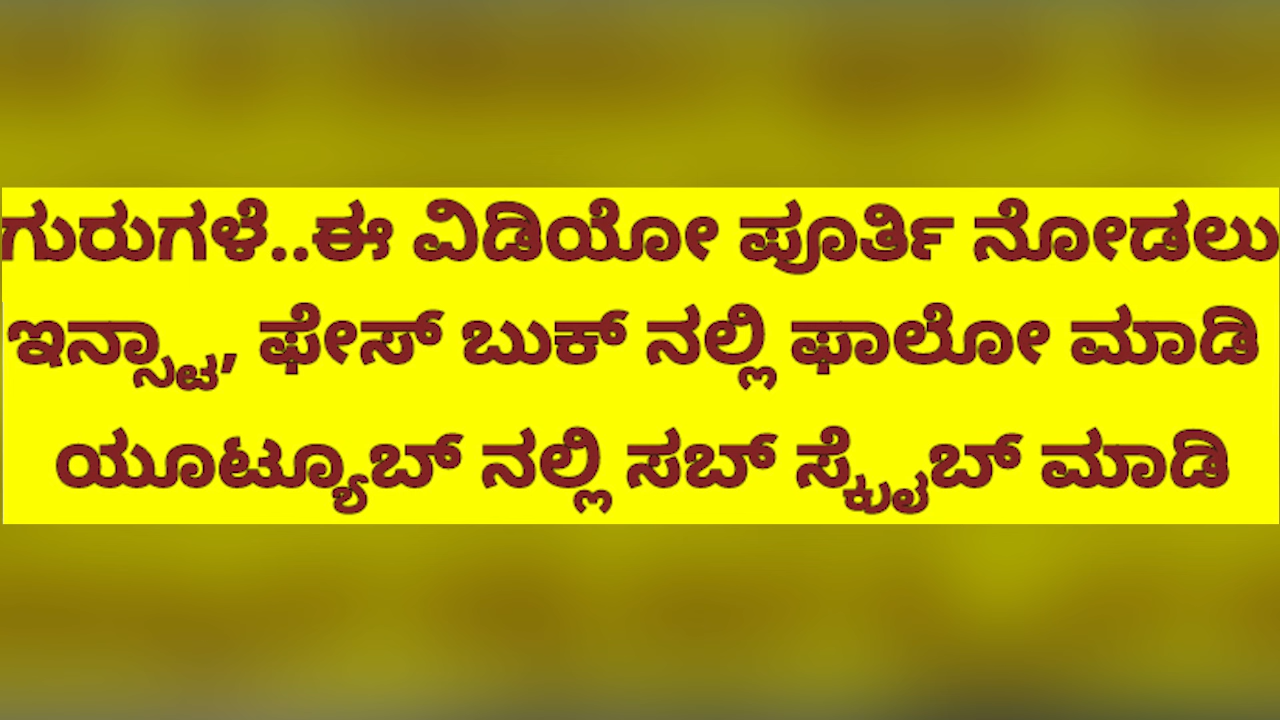 ಗುರುಗಳೆ..ಈ ವಿಡಿಯೋ ಪೂರ್ತಿ ನೋಡಲು
ಇನ್ಸ್ಟಾ, ಫೇಸ್ ಬುಕ್ ನಲ್ಲಿ ಫಾಲೋ ಮಾಡಿ
ಯೂಟ್ಯೂಬ್ ನಲ್ಲಿ ಸಬ್ ಸ್ಕ್ರೈಬ್ ಮಾಡಿ